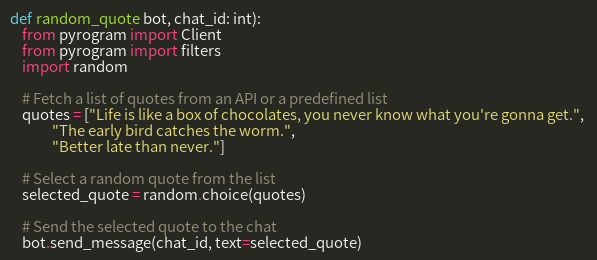 def random_quote bot, chat_id: int):
from pyrogram import Client
from pyrogram import filters
import random
# Fetch a list of quotes from an API or a predefined list
quotes = ["Life is like a box of chocolates, you never know what you're gonna get.",
"The early bird catches the worm.",
"Better late than never."]
# Select a random quote from the list
selected_quote = random.choice(quotes)
# Send the selected quote to the chat
bot.send_message(chat_id, text=selected_quote)